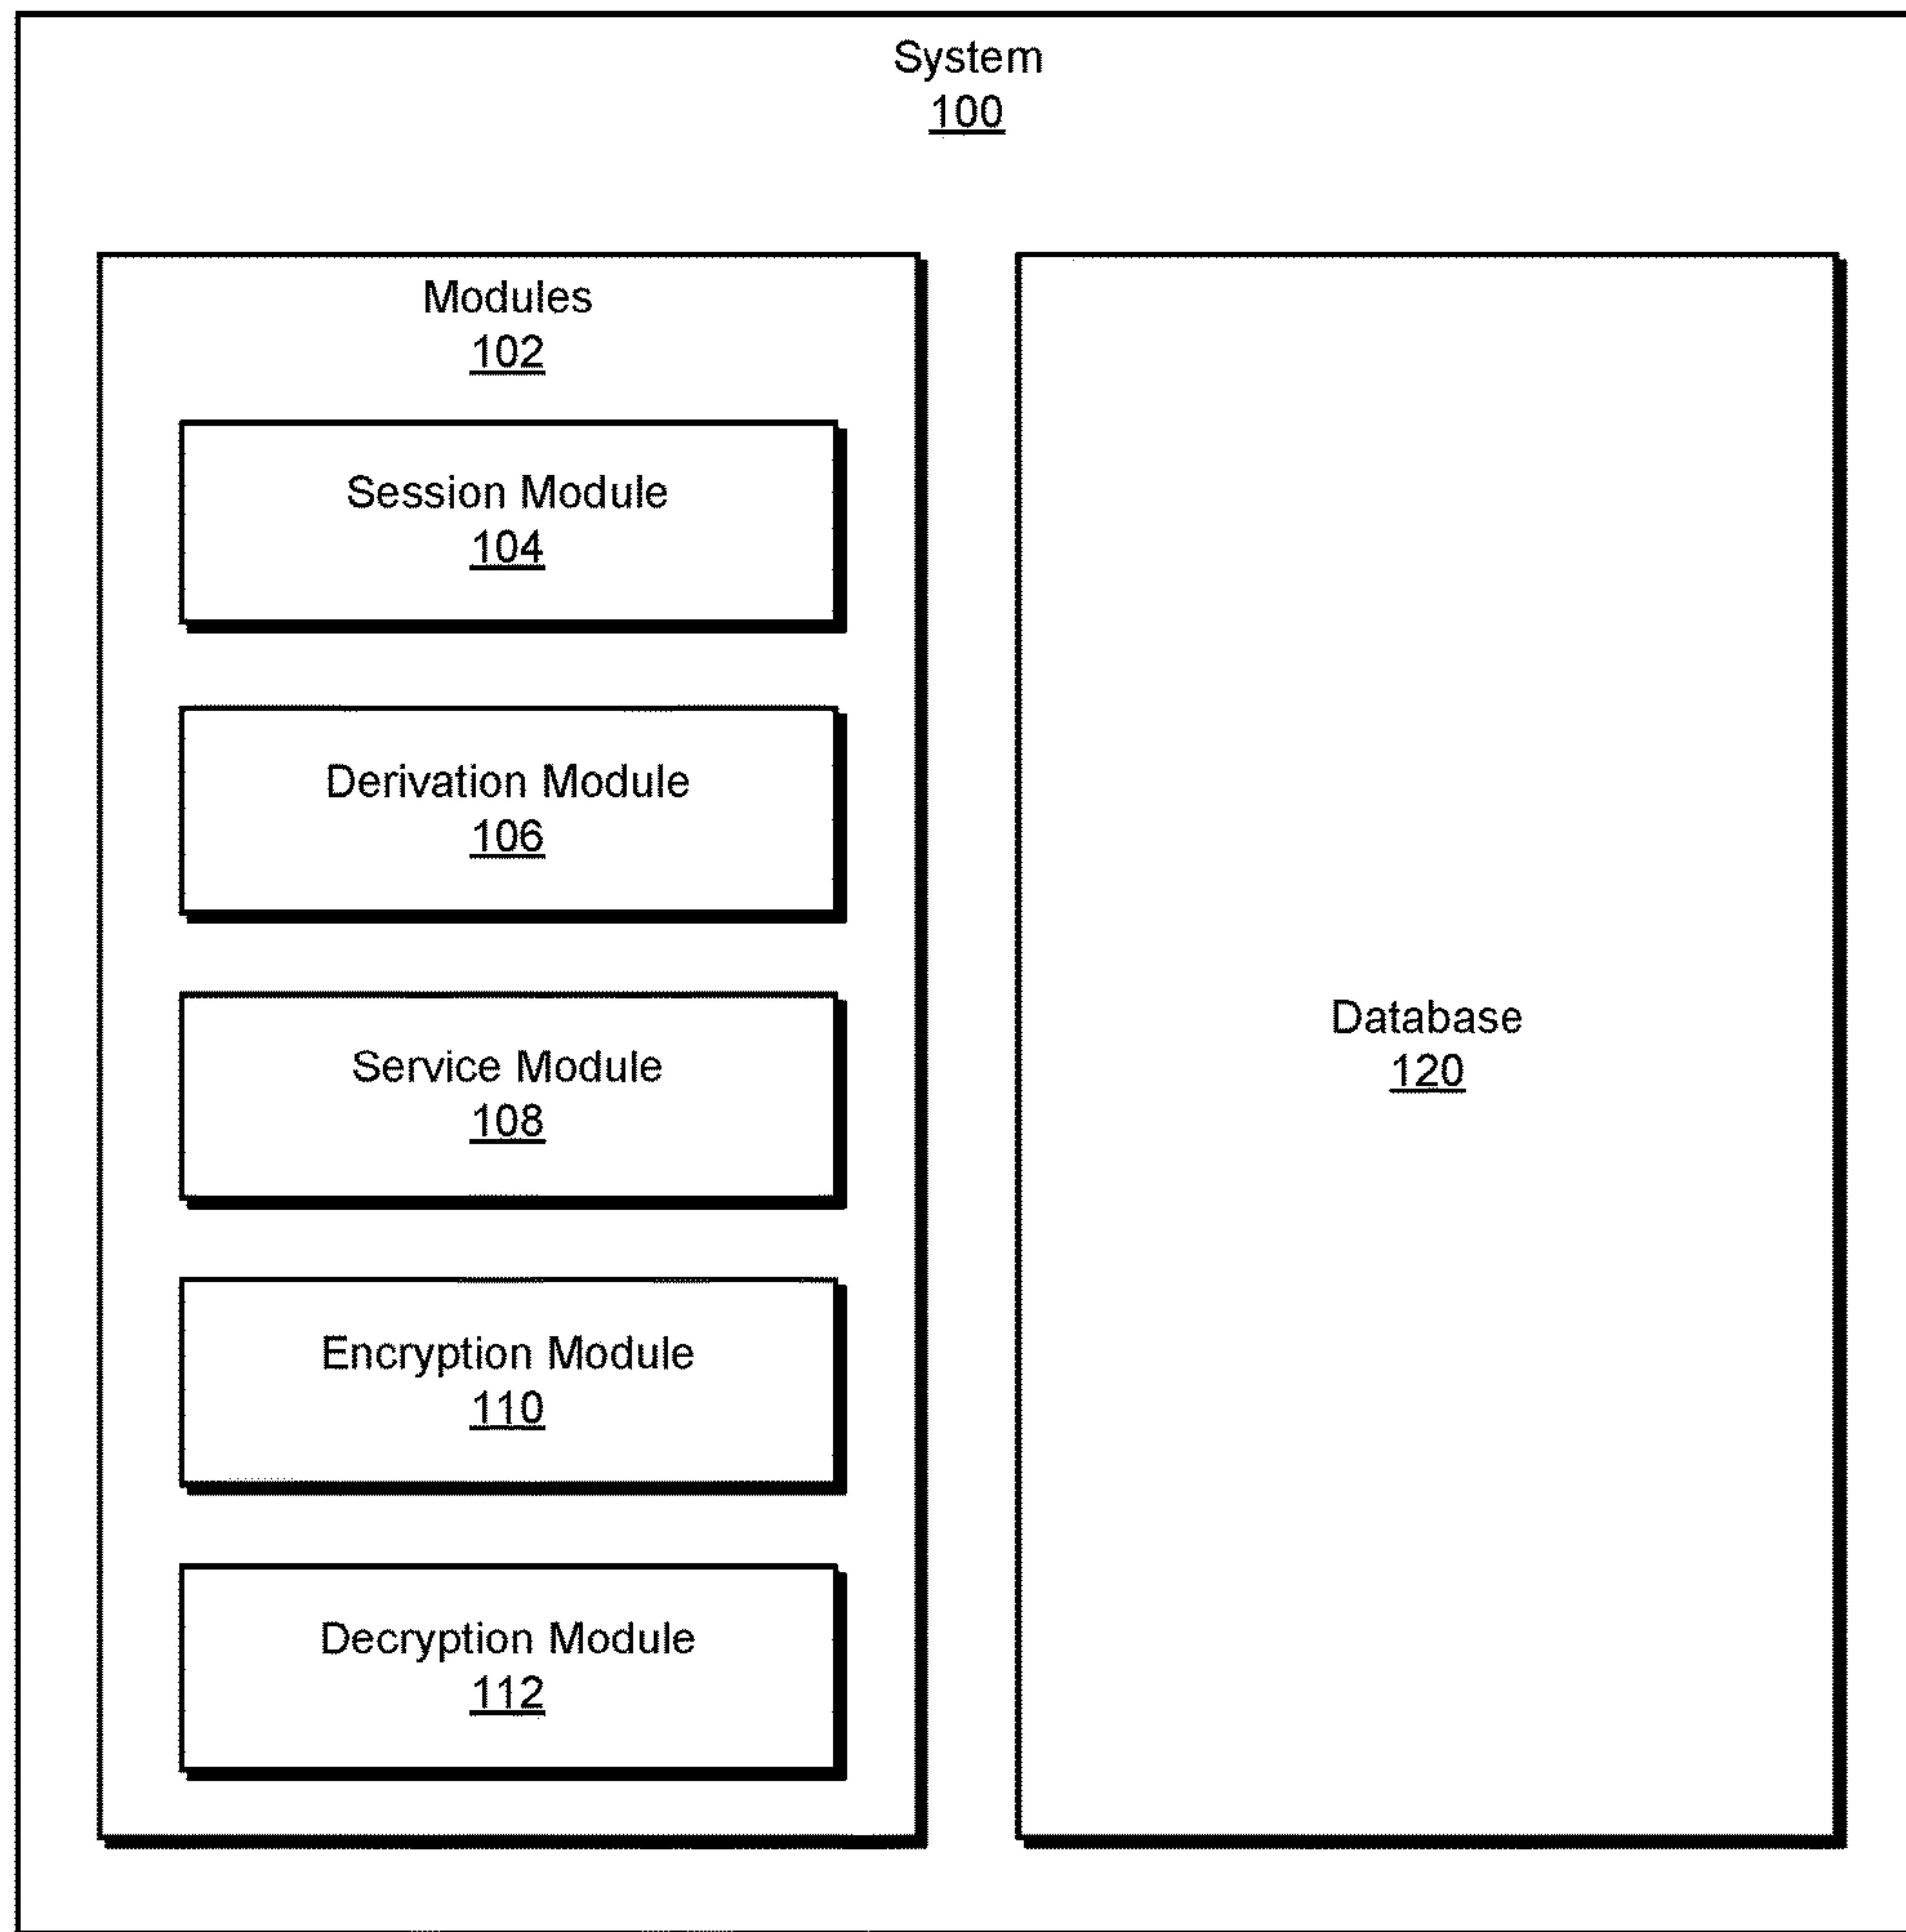 System
100
Modules
102
Session Module
104
Derivation Module
106
Service Module
108
Encryption Module
110
Decryption Module
112
Database
120